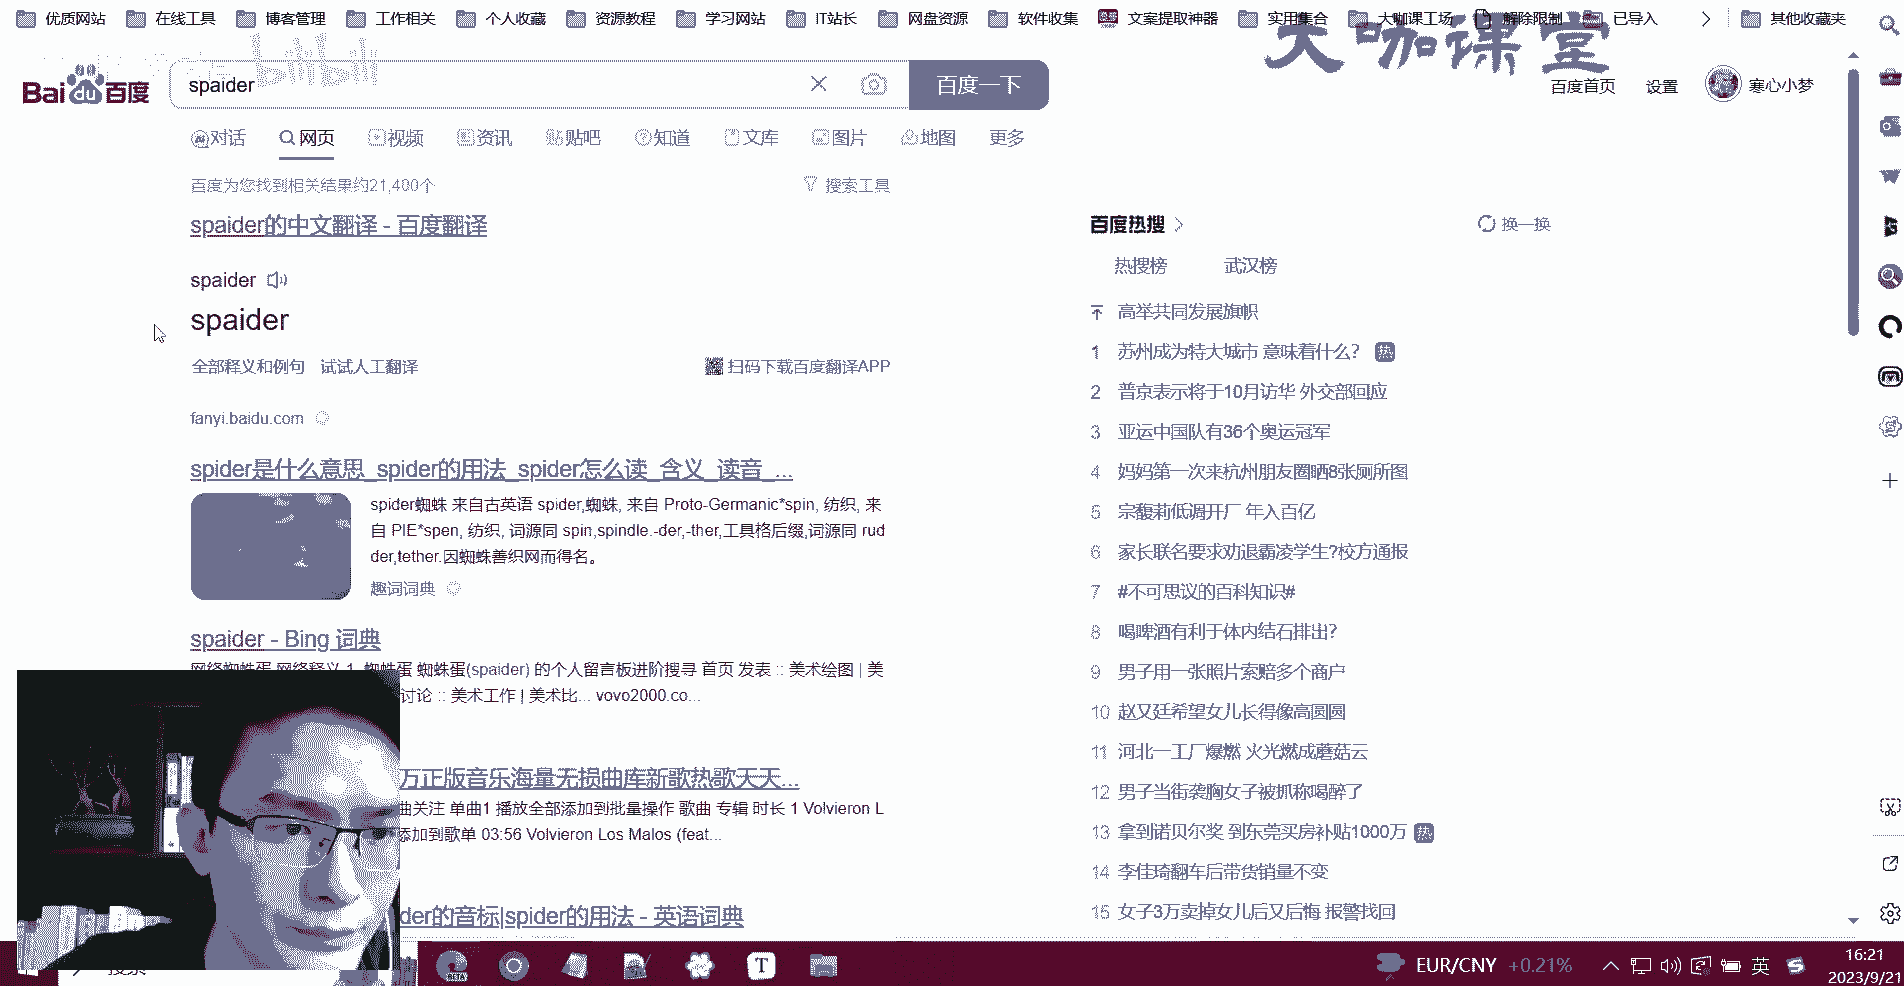 优质网站 在线工具 博客管理 工作相关 个人收藏 资源教程 学习网站 IT站长 网盘资源 软件收集 文案提取神器 实用集合 大咖课工场 解除限制 已导入 其他收藏夹
大咖课堂
bilibili
Bai du 百度 spaider 百度一下
百度首页 设置 寒心小梦
对话 网页 视频 资讯 贴吧 知道 文库 图片 地图 更多
百度为您找到相关结果约21,400个 搜索工具
spaider的中文翻译 - 百度翻译
spaider
spaider
全部释义和例句 试试人工翻译 扫码下载百度翻译APP
fanyi.baidu.com
spider是什么意思_spider的用法_spider怎么读_含义_读音_...
spider蜘蛛 来自古英语 spider,蜘蛛, 来自 Proto-Germanic*spin, 纺织, 来
自 PIE*spen, 纺织, 词源同 spin,spindle.-der,-ther,工具格后缀,词源同 rud
der,tether.因蜘蛛善织网而得名。
趣词词典
spaider - Bing 词典
网络蜘蛛蛋 网络释义 1. 蜘蛛蛋 蜘蛛蛋(spaider) 的个人留言板进阶搜寻 首页 发表 :: 美术绘图 | 美
讨论 :: 美术工作 | 美术比... vovo2000.co...
万正版音乐海量无损曲库新歌热歌天天...
曲关注 单曲1 播放全部添加到批量操作 歌曲 专辑 时长 1 Volvieron L
添加到歌单 03:56 Volvieron Los Malos (feat...
der的音标|spider的用法 - 英语词典
百度热搜 换一换
热搜榜 武汉榜
高举共同发展旗帜
1 苏州成为特大城市 意味着什么? 热
2 普京表示将于10月访华 外交部回应
3 亚运中国队有36个奥运冠军
4 妈妈第一次来杭州朋友圈晒8张厕所图
5 宗馥莉低调开厂 年入百亿
6 家长联名要求劝退霸凌学生?校方通报
7 #不可思议的百科知识#
8 喝啤酒有利于体内结石排出?
9 男子用一张照片索赔多个商户
10 赵又廷希望女儿长得像高圆圆
11 河北一工厂爆燃 火光燃成蘑菇云
12 男子当街袭胸女子被抓称喝醉了
13 拿到诺贝尔奖 到东莞买房补贴1000万 热
14 李佳琦翻车后带货销量不变
15 女子3万卖掉女儿后又后悔 报警找回
搜索 BETA T EUR/CNY +0.21% 英 16:21
2023/9/21